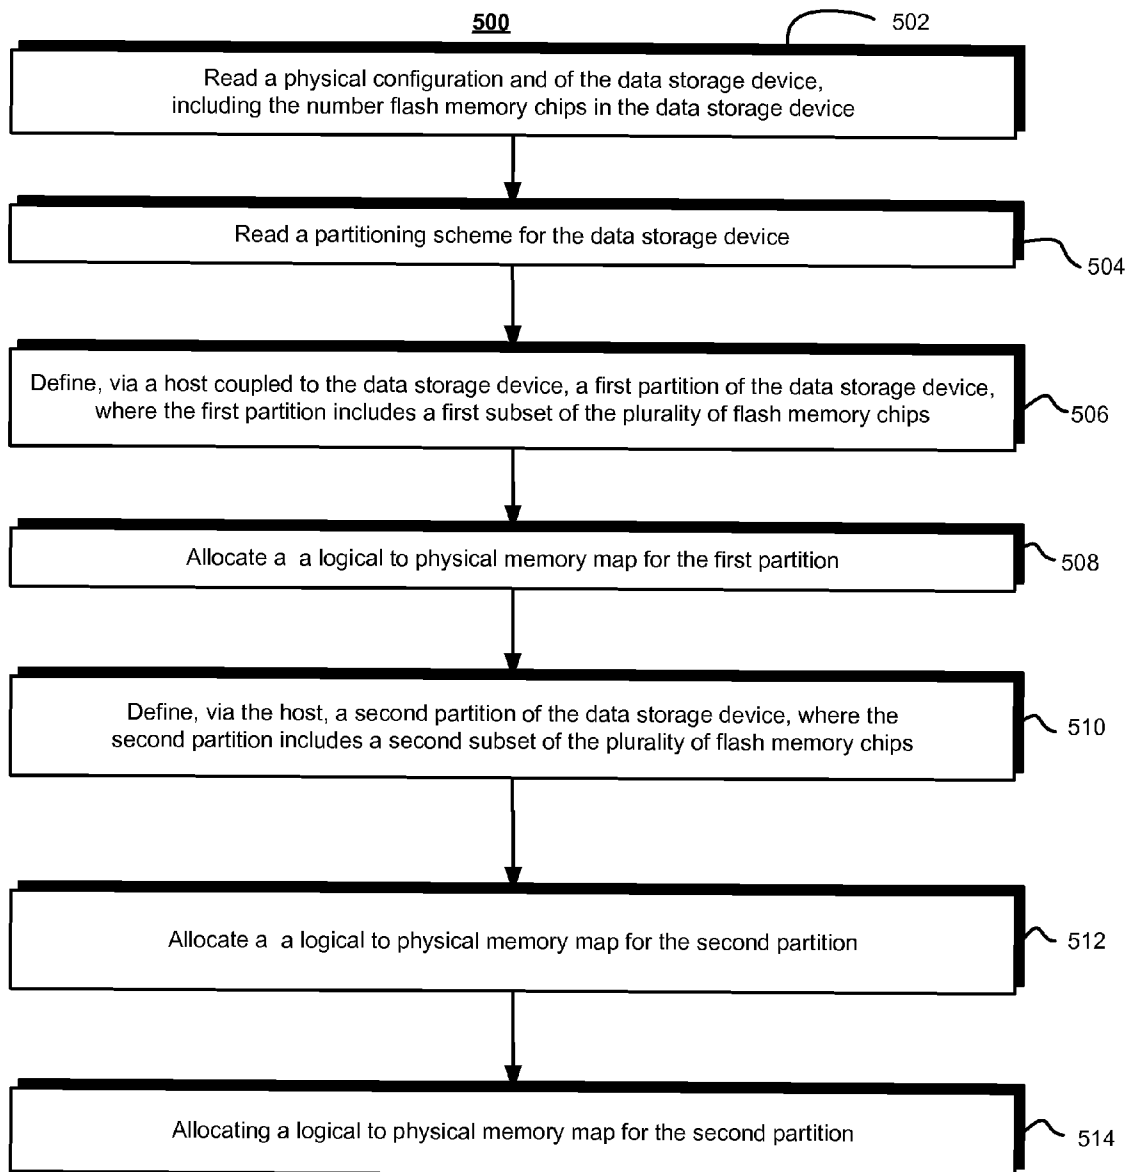 500
502
Read a physical configuration and of the data storage device,
including the number flash memory chips in the data storage device
Read a partitioning scheme for the data storage device
504
Define, via a host coupled to the data storage device, a first partition of the data storage device,
where the first partition includes a first subset of the plurality of flash memory chips
506
Allocate a a logical to physical memory map for the first partition
508
Define, via the host, a second partition of the data storage device, where the
second partition includes a second subset of the plurality of flash memory chips
510
Allocate a a logical to physical memory map for the second partition
512
Allocating a logical to physical memory map for the second partition
514